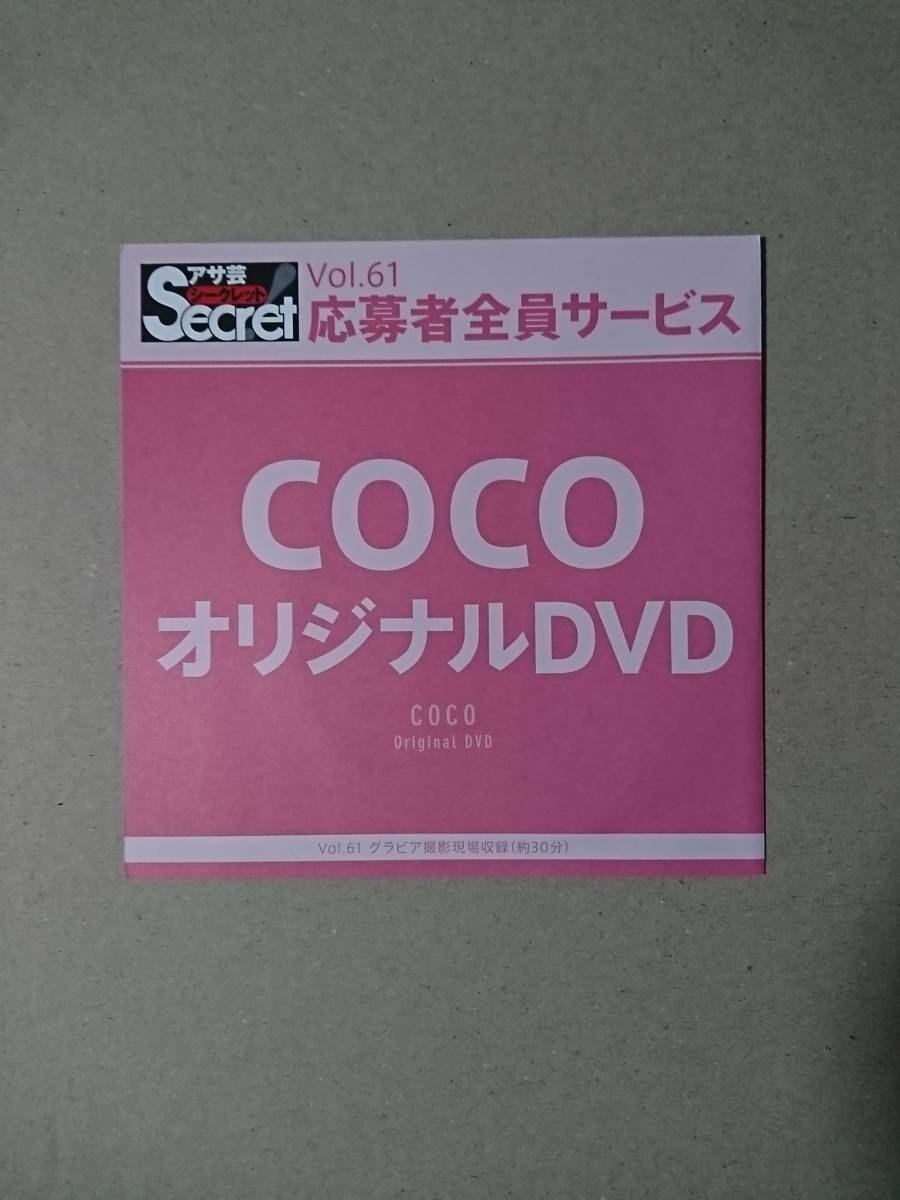 アサ芸
シークレット
Secret!
Vol.61
応募者全員サービス
COCO
オリジナルDVD
COCO
Original DVD
Vol.61 グラビア撮影現場収録(約30分)